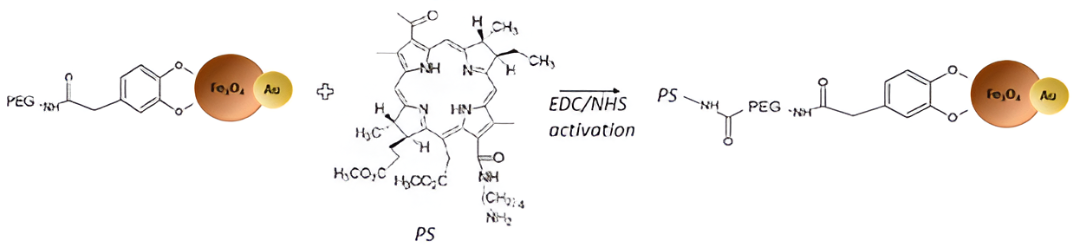 O
CH₃
CH₃
H
H
NH
N
N
HN
H₃C
H
H₃CO₂C
H₃CO₂C
O
NH
(CH₂)₄
NH₂
PS
PEG
NH
O
O
O
Fe₃O₄
Au
EDC/NHS
activation
PS
NH
O
PEG
NH
O
O
O
Fe₃O₄
Au